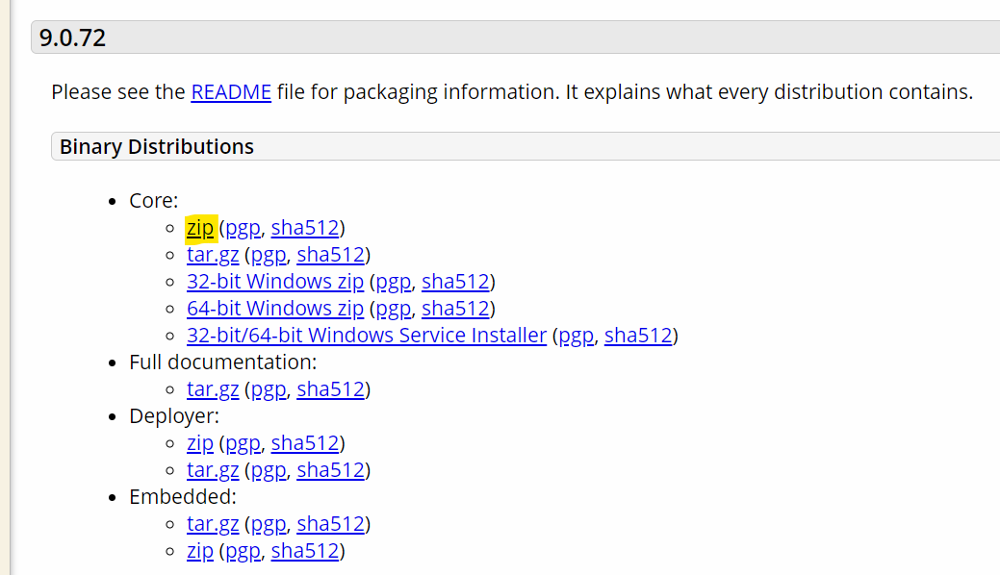 9.0.72
Please see the README file for packaging information. It explains what every distribution contains.
Binary Distributions
• Core:
◦ zip (pgp, sha512)
◦ tar.gz (pgp, sha512)
◦ 32-bit Windows zip (pgp, sha512)
◦ 64-bit Windows zip (pgp, sha512)
◦ 32-bit/64-bit Windows Service Installer (pgp, sha512)
• Full documentation:
◦ tar.gz (pgp, sha512)
• Deployer:
◦ zip (pgp, sha512)
◦ tar.gz (pgp, sha512)
• Embedded:
◦ tar.gz (pgp, sha512)
◦ zip (pgp, sha512)